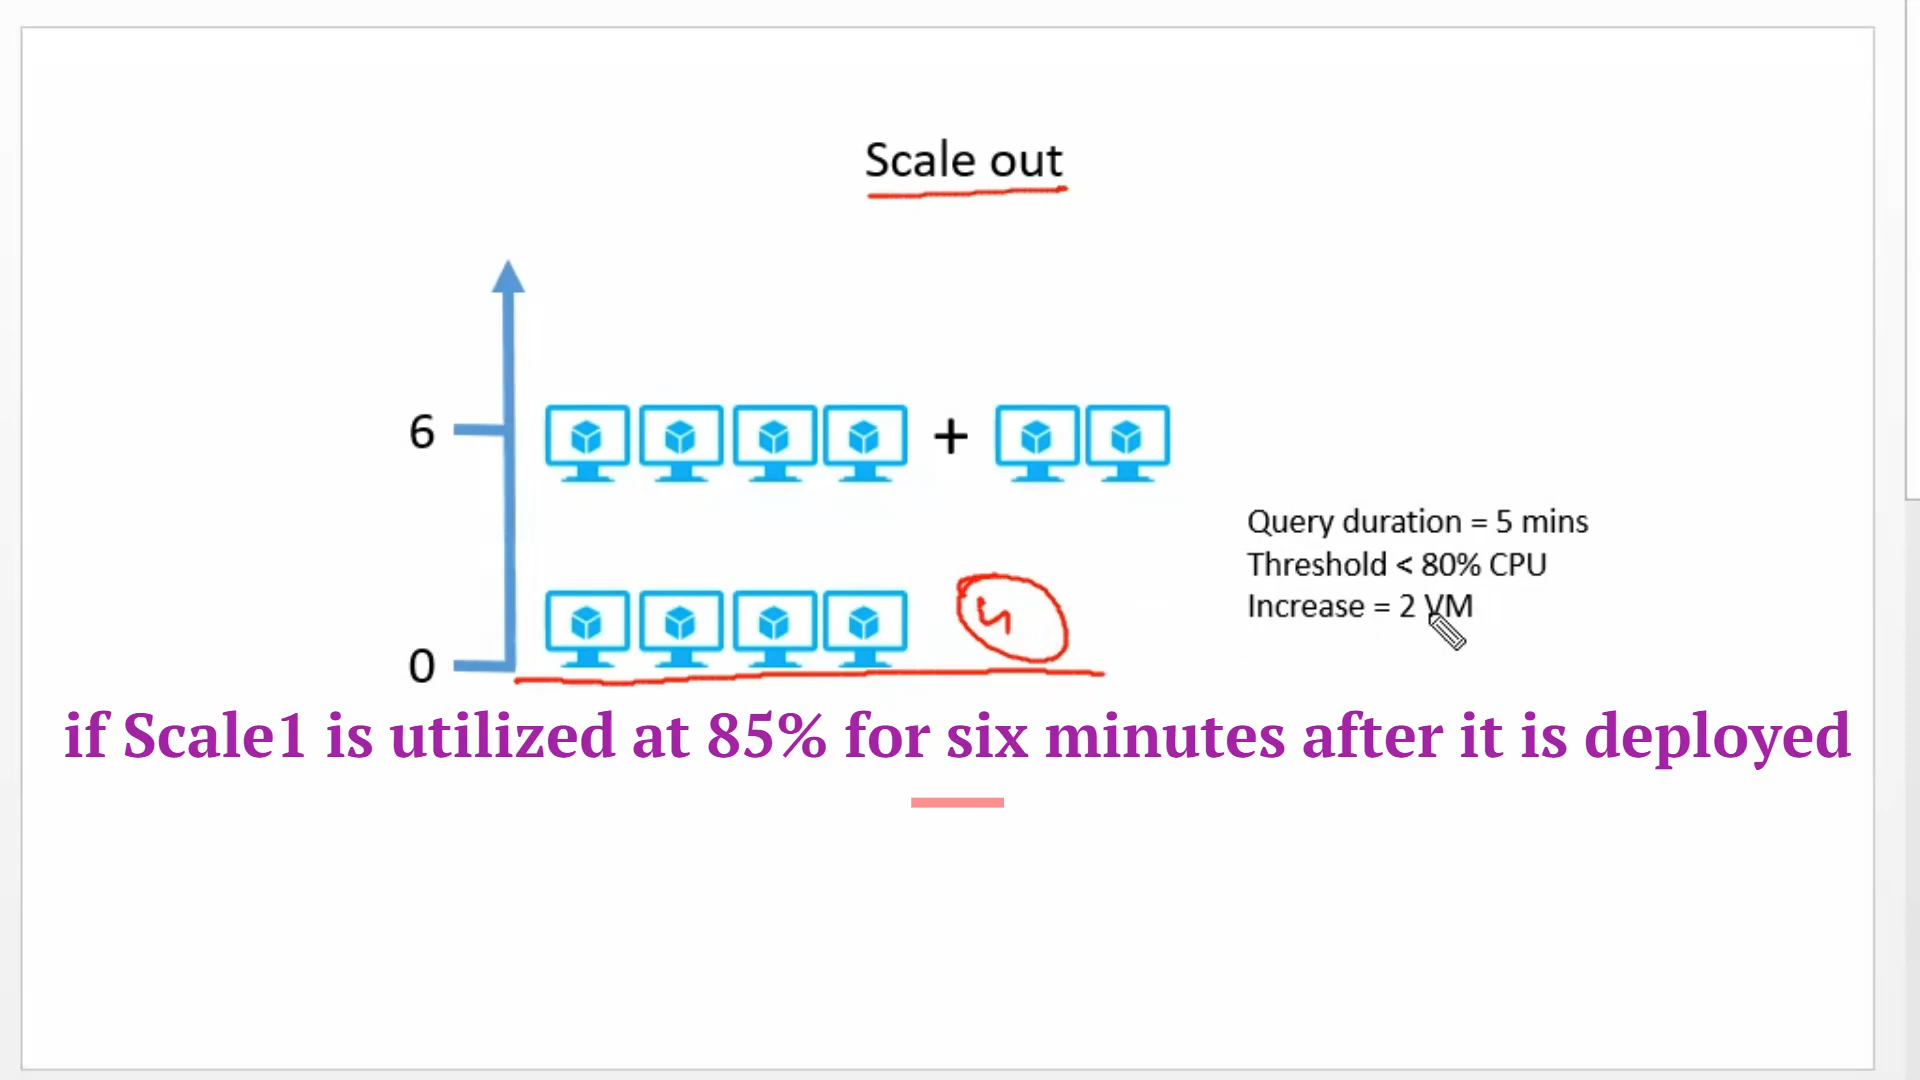 Scale out
6
+
Query duration = 5 mins
Threshold < 80% CPU
Increase = 2 VM
4
0
if Scale1 is utilized at 85% for six minutes after it is deployed